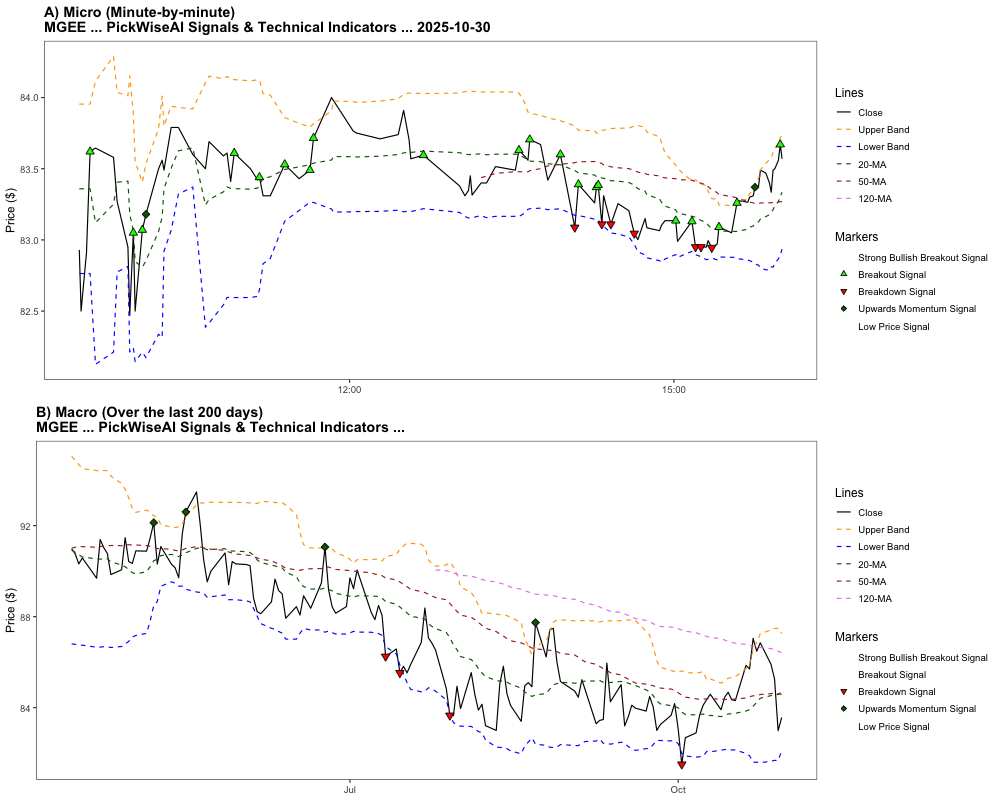 A) Micro (Minute-by-minute)
MGEE ... PickWiseAI Signals & Technical Indicators ... 2025-10-30
Price ($)
84.0
83.5
83.0
82.5
12:00
15:00
Lines
Close
Upper Band
Lower Band
20-MA
50-MA
120-MA
Markers
Strong Bullish Breakout Signal
Breakout Signal
Breakdown Signal
Upwards Momentum Signal
Low Price Signal
B) Macro (Over the last 200 days)
MGEE ... PickWiseAI Signals & Technical Indicators ...
Price ($)
92
88
84
Jul
Oct
Lines
Close
Upper Band
Lower Band
20-MA
50-MA
120-MA
Markers
Strong Bullish Breakout Signal
Breakout Signal
Breakdown Signal
Upwards Momentum Signal
Low Price Signal